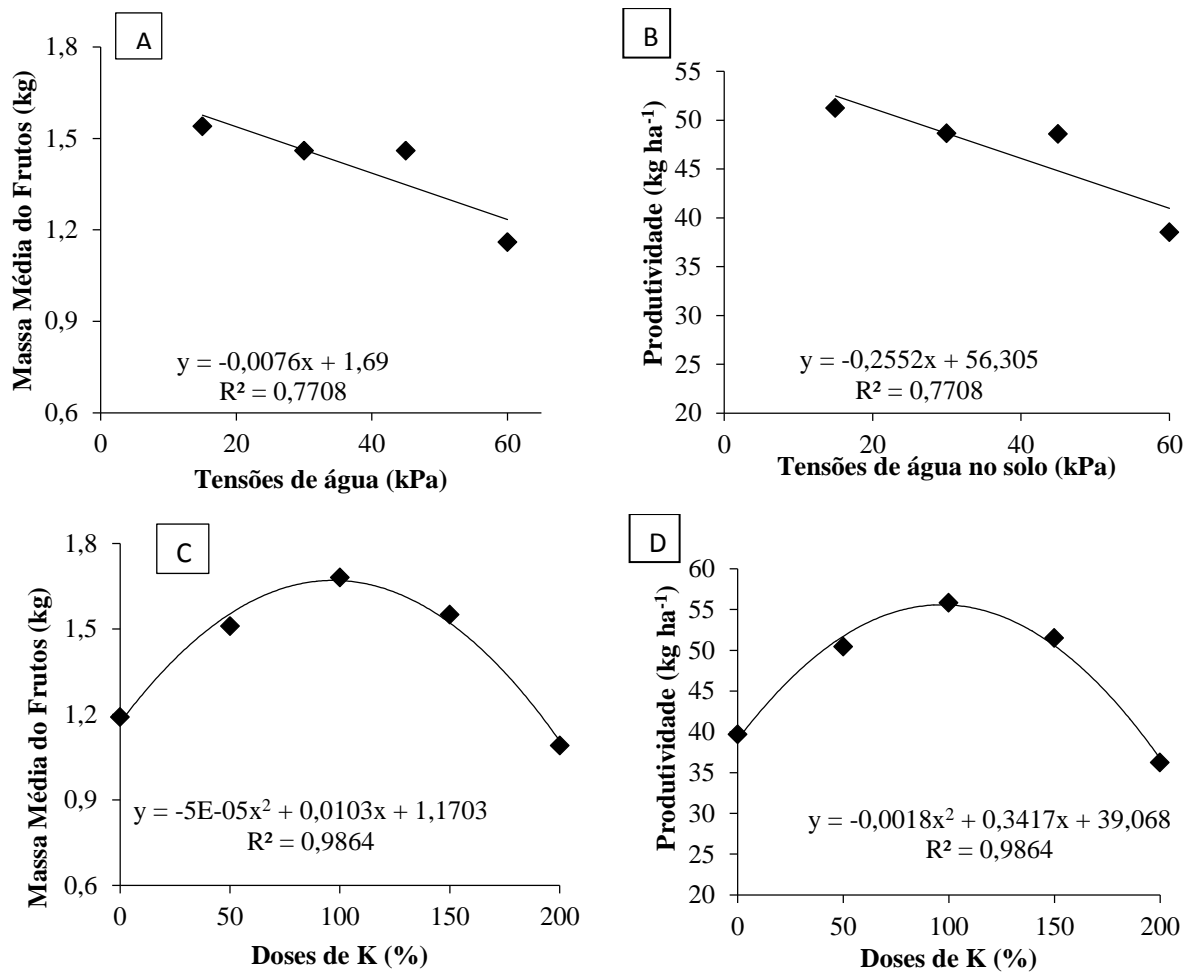 A
Massa Média do Frutos (kg)
1,8
1,5
1,2
0,9
0,6
y = -0,0076x + 1,69
R² = 0,7708
0 20 40 60
Tensões de água (kPa)
B
Produtividade (kg ha⁻¹)
55
50
45
40
35
30
25
20
y = -0,2552x + 56,305
R² = 0,7708
0 20 40 60
Tensões de água no solo (kPa)
C
Massa Média do Frutos (kg)
1,8
1,5
1,2
0,9
0,6
y = -5E-05x² + 0,0103x + 1,1703
R² = 0,9864
0 50 100 150 200
Doses de K (%)
D
Produtividade (kg ha⁻¹)
60
55
50
45
40
35
30
25
20
y = -0,0018x² + 0,3417x + 39,068
R² = 0,9864
0 50 100 150 200
Doses de K (%)